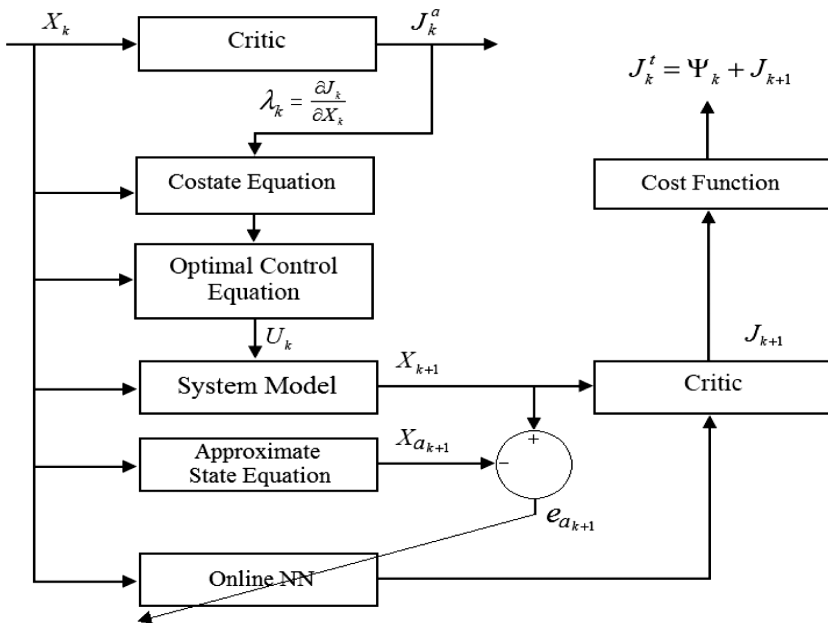 X_k
Critic
J_k^a
λ_k = ∂J_k / ∂X_k
J_k^t = Ψ_k + J_{k+1}
Costate Equation
Cost Function
Optimal Control
Equation
U_k
J_{k+1}
System Model
X_{k+1}
Critic
+
Approximate
State Equation
X_{a_{k+1}}
−
e_{a_{k+1}}
Online NN